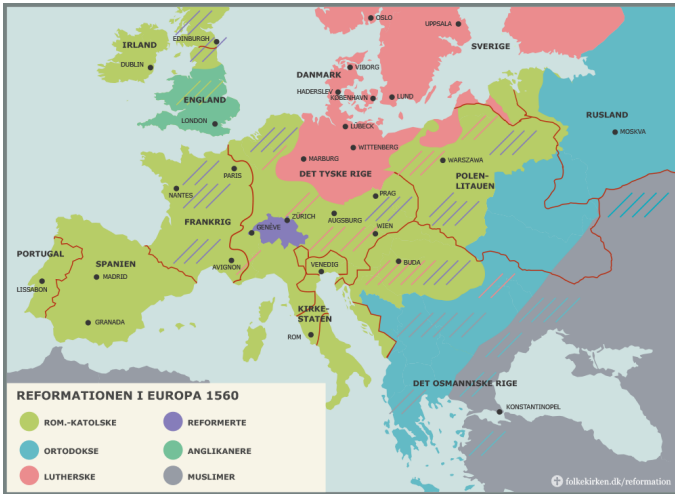 OSLO
UPPSALA
IRLAND
EDINBURGH
SVERIGE
DUBLIN
DANMARK
VIBORG
HADERSLEV
KØBENHAVN
LUND
ENGLAND
RUSLAND
LONDON
LÜBECK
MOSKVA
WITTENBERG
MARBURG
WARSZAWA
PARIS
DET TYSKE RIGE
POLEN-
LITAUEN
NANTES
PRAG
ZÜRICH
AUGSBURG
FRANKRIG
GENÉVE
WIEN
PORTUGAL
SPANIEN
AVIGNON
VENEDIG
BUDA
MADRID
LISSABON
KIRKE-
STATEN
GRANADA
ROM
DET OSMANNISKE RIGE
KONSTANTINOPEL
REFORMATIONEN I EUROPA 1560
ROM.-KATOLSKE
REFORMERTE
ORTODOKSE
ANGLIKANERE
LUTHERSKE
MUSLIMER
folkekirken.dk/reformation